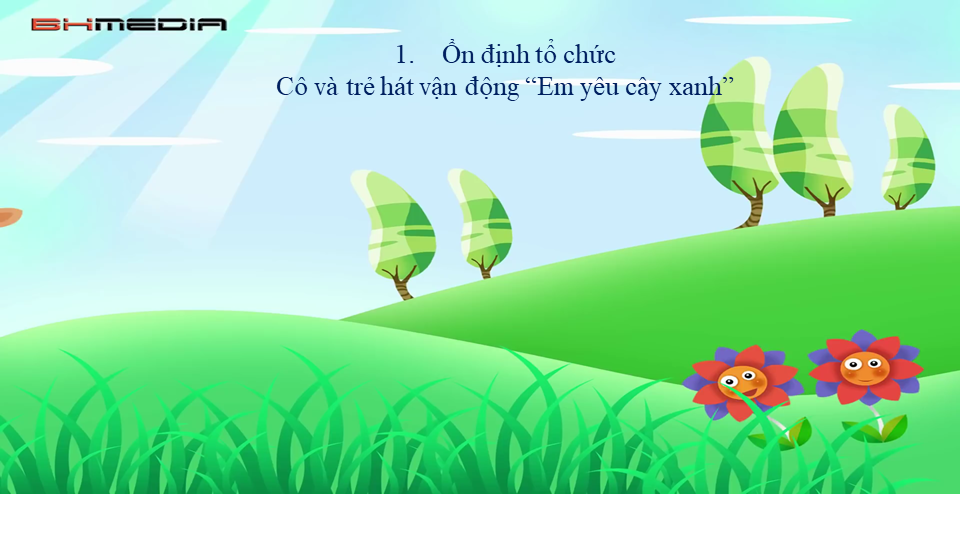 BHMEDIA
1. Ổn định tổ chức
Cô và trẻ hát vận động “Em yêu cây xanh”